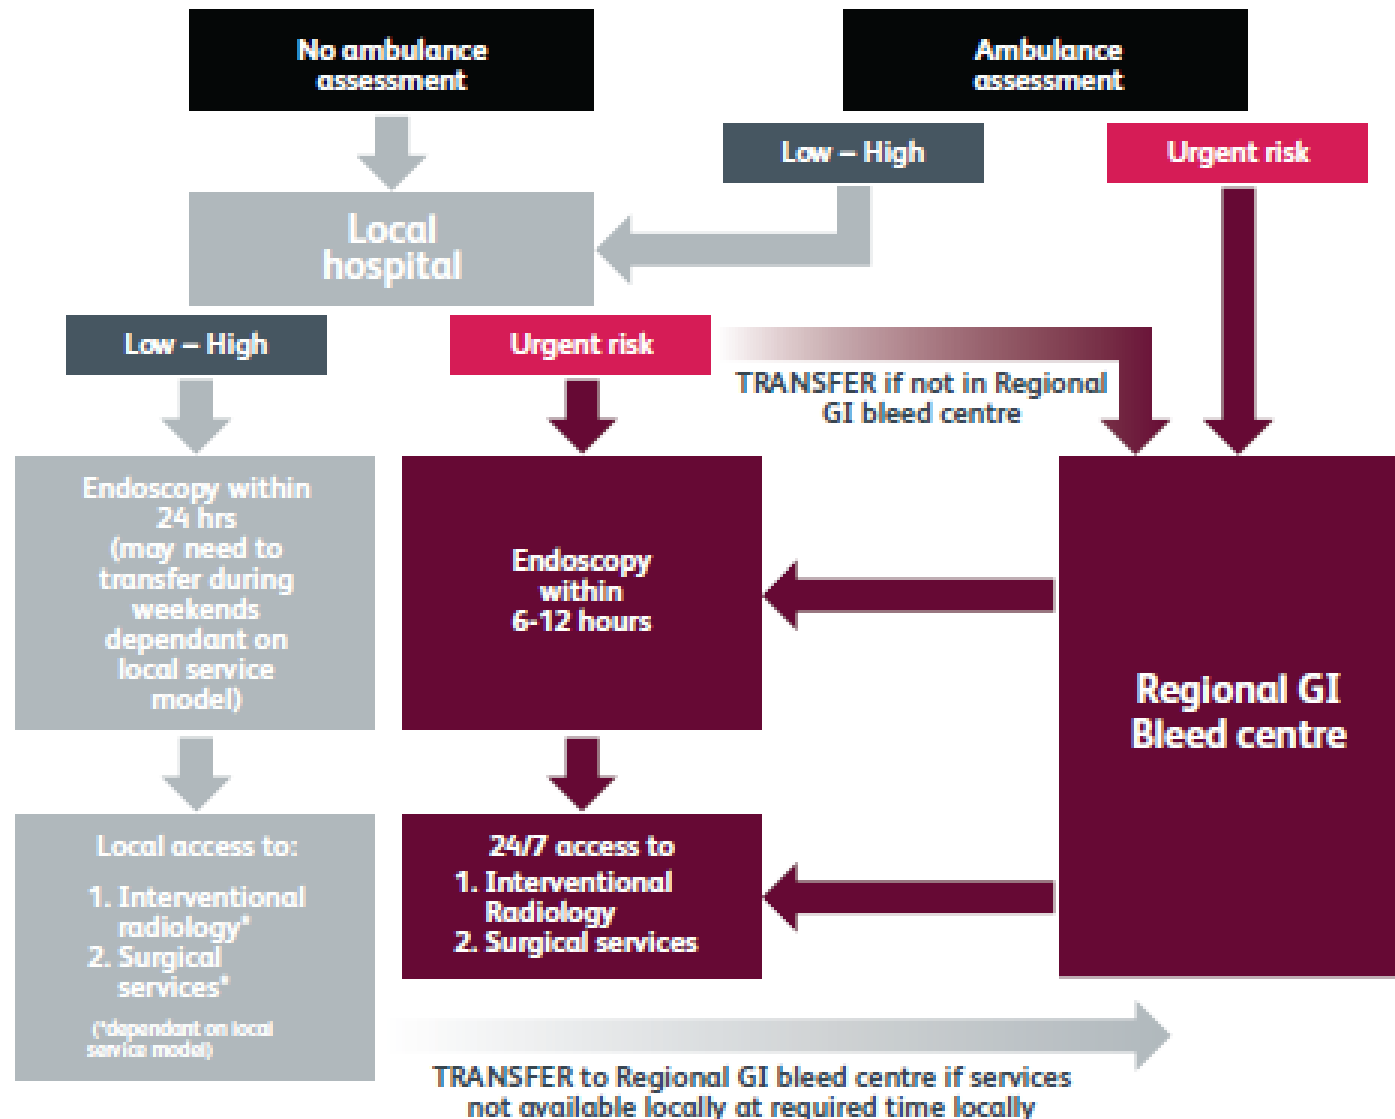 No ambulance
assessment
Ambulance
assessment
Low – High
Urgent risk
Local
hospital
Low – High
Urgent risk
TRANSFER if not in Regional
GI bleed centre
Endoscopy within
24 hrs
(may need to
transfer during
weekends
dependant on
local service
model)
Endoscopy
within
6-12 hours
Regional GI
Bleed centre
Local access to:
1. Interventional
radiology*
2. Surgical
services*
(*dependant on local
service model)
24/7 access to
1. Interventional
Radiology
2. Surgical services
TRANSFER to Regional GI bleed centre if services
not available locally at required time locally